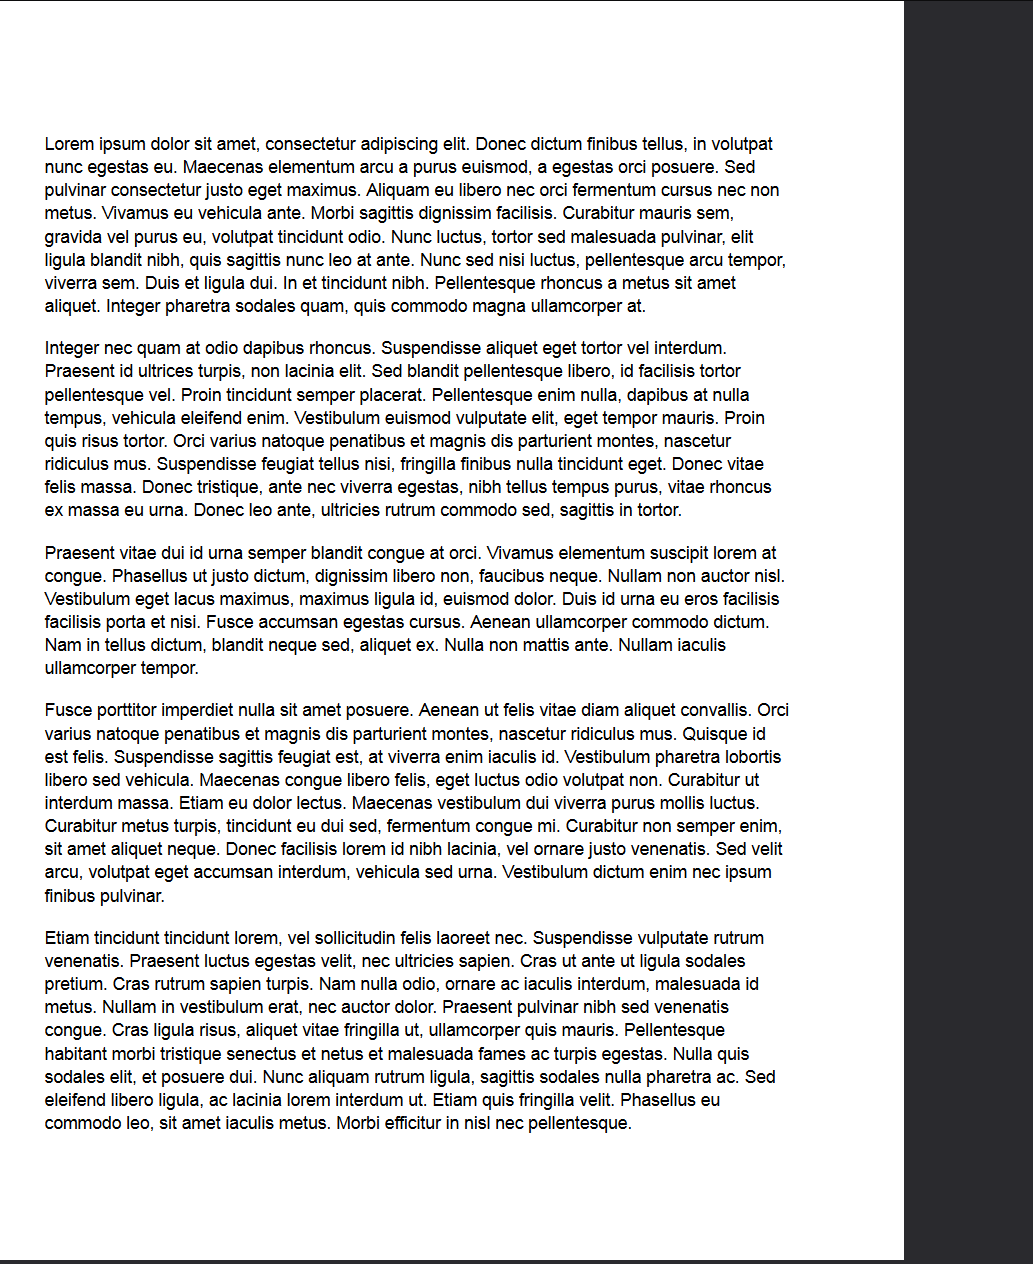 Lorem ipsum dolor sit amet, consectetur adipiscing elit. Donec dictum finibus tellus, in volutpat
nunc egestas eu. Maecenas elementum arcu a purus euismod, a egestas orci posuere. Sed
pulvinar consectetur justo eget maximus. Aliquam eu libero nec orci fermentum cursus nec non
metus. Vivamus eu vehicula ante. Morbi sagittis dignissim facilisis. Curabitur mauris sem,
gravida vel purus eu, volutpat tincidunt odio. Nunc luctus, tortor sed malesuada pulvinar, elit
ligula blandit nibh, quis sagittis nunc leo at ante. Nunc sed nisi luctus, pellentesque arcu tempor,
viverra sem. Duis et ligula dui. In et tincidunt nibh. Pellentesque rhoncus a metus sit amet
aliquet. Integer pharetra sodales quam, quis commodo magna ullamcorper at.
Integer nec quam at odio dapibus rhoncus. Suspendisse aliquet eget tortor vel interdum.
Praesent id ultrices turpis, non lacinia elit. Sed blandit pellentesque libero, id facilisis tortor
pellentesque vel. Proin tincidunt semper placerat. Pellentesque enim nulla, dapibus at nulla
tempus, vehicula eleifend enim. Vestibulum euismod vulputate elit, eget tempor mauris. Proin
quis risus tortor. Orci varius natoque penatibus et magnis dis parturient montes, nascetur
ridiculus mus. Suspendisse feugiat tellus nisi, fringilla finibus nulla tincidunt eget. Donec vitae
felis massa. Donec tristique, ante nec viverra egestas, nibh tellus tempus purus, vitae rhoncus
ex massa eu urna. Donec leo ante, ultricies rutrum commodo sed, sagittis in tortor.
Praesent vitae dui id urna semper blandit congue at orci. Vivamus elementum suscipit lorem at
congue. Phasellus ut justo dictum, dignissim libero non, faucibus neque. Nullam non auctor nisl.
Vestibulum eget lacus maximus, maximus ligula id, euismod dolor. Duis id urna eu eros facilisis
facilisis porta et nisi. Fusce accumsan egestas cursus. Aenean ullamcorper commodo dictum.
Nam in tellus dictum, blandit neque sed, aliquet ex. Nulla non mattis ante. Nullam iaculis
ullamcorper tempor.
Fusce porttitor imperdiet nulla sit amet posuere. Aenean ut felis vitae diam aliquet convallis. Orci
varius natoque penatibus et magnis dis parturient montes, nascetur ridiculus mus. Quisque id
est felis. Suspendisse sagittis feugiat est, at viverra enim iaculis id. Vestibulum pharetra lobortis
libero sed vehicula. Maecenas congue libero felis, eget luctus odio volutpat non. Curabitur ut
interdum massa. Etiam eu dolor lectus. Maecenas vestibulum dui viverra purus mollis luctus.
Curabitur metus turpis, tincidunt eu dui sed, fermentum congue mi. Curabitur non semper enim,
sit amet aliquet neque. Donec facilisis lorem id nibh lacinia, vel ornare justo venenatis. Sed velit
arcu, volutpat eget accumsan interdum, vehicula sed urna. Vestibulum dictum enim nec ipsum
finibus pulvinar.
Etiam tincidunt tincidunt lorem, vel sollicitudin felis laoreet nec. Suspendisse vulputate rutrum
venenatis. Praesent luctus egestas velit, nec ultricies sapien. Cras ut ante ut ligula sodales
pretium. Cras rutrum sapien turpis. Nam nulla odio, ornare ac iaculis interdum, malesuada id
metus. Nullam in vestibulum erat, nec auctor dolor. Praesent pulvinar nibh sed venenatis
congue. Cras ligula risus, aliquet vitae fringilla ut, ullamcorper quis mauris. Pellentesque
habitant morbi tristique senectus et netus et malesuada fames ac turpis egestas. Nulla quis
sodales elit, et posuere dui. Nunc aliquam rutrum ligula, sagittis sodales nulla pharetra ac. Sed
eleifend libero ligula, ac lacinia lorem interdum ut. Etiam quis fringilla velit. Phasellus eu
commodo leo, sit amet iaculis metus. Morbi efficitur in nisl nec pellentesque.